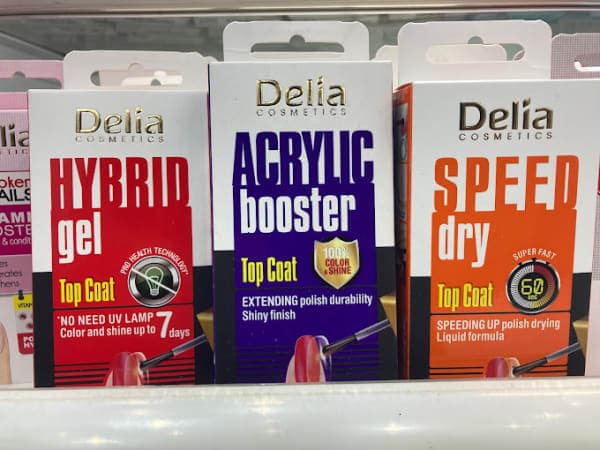 Delia
COSMETICS
HYBRID
gel
PRO HEALTH TECHNOLOGY
Top Coat
*NO NEED UV LAMP
Color and shine up to 7 days
Delia
COSMETICS
ACRYLIC
booster
Top Coat
100%
COLOR
& SHINE
EXTENDING polish durability
Shiny finish
Delia
COSMETICS
SPEED
dry
SUPER FAST
Top Coat
60
sec
SPEEDING UP polish drying
Liquid formula